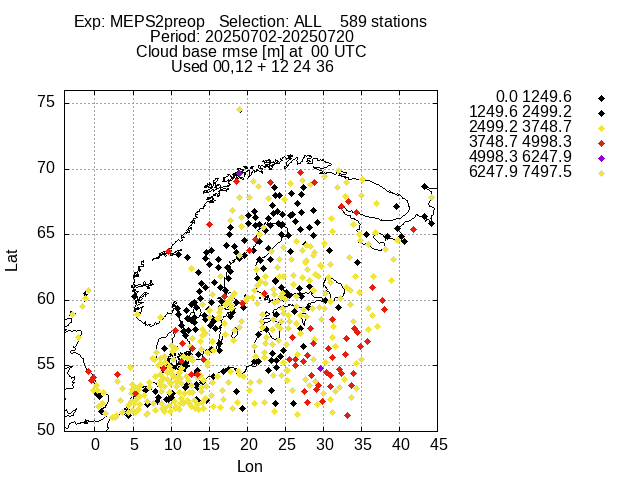 Exp: MEPS2preop Selection: ALL 589 stations
Period: 20250702-20250720
Cloud base rmse [m] at 00 UTC
Used 00,12 + 12 24 36
0.0 1249.6
1249.6 2499.2
2499.2 3748.7
3748.7 4998.3
4998.3 6247.9
6247.9 7497.5
75
70
65
60
55
50
Lat
0 5 10 15 20 25 30 35 40 45
Lon